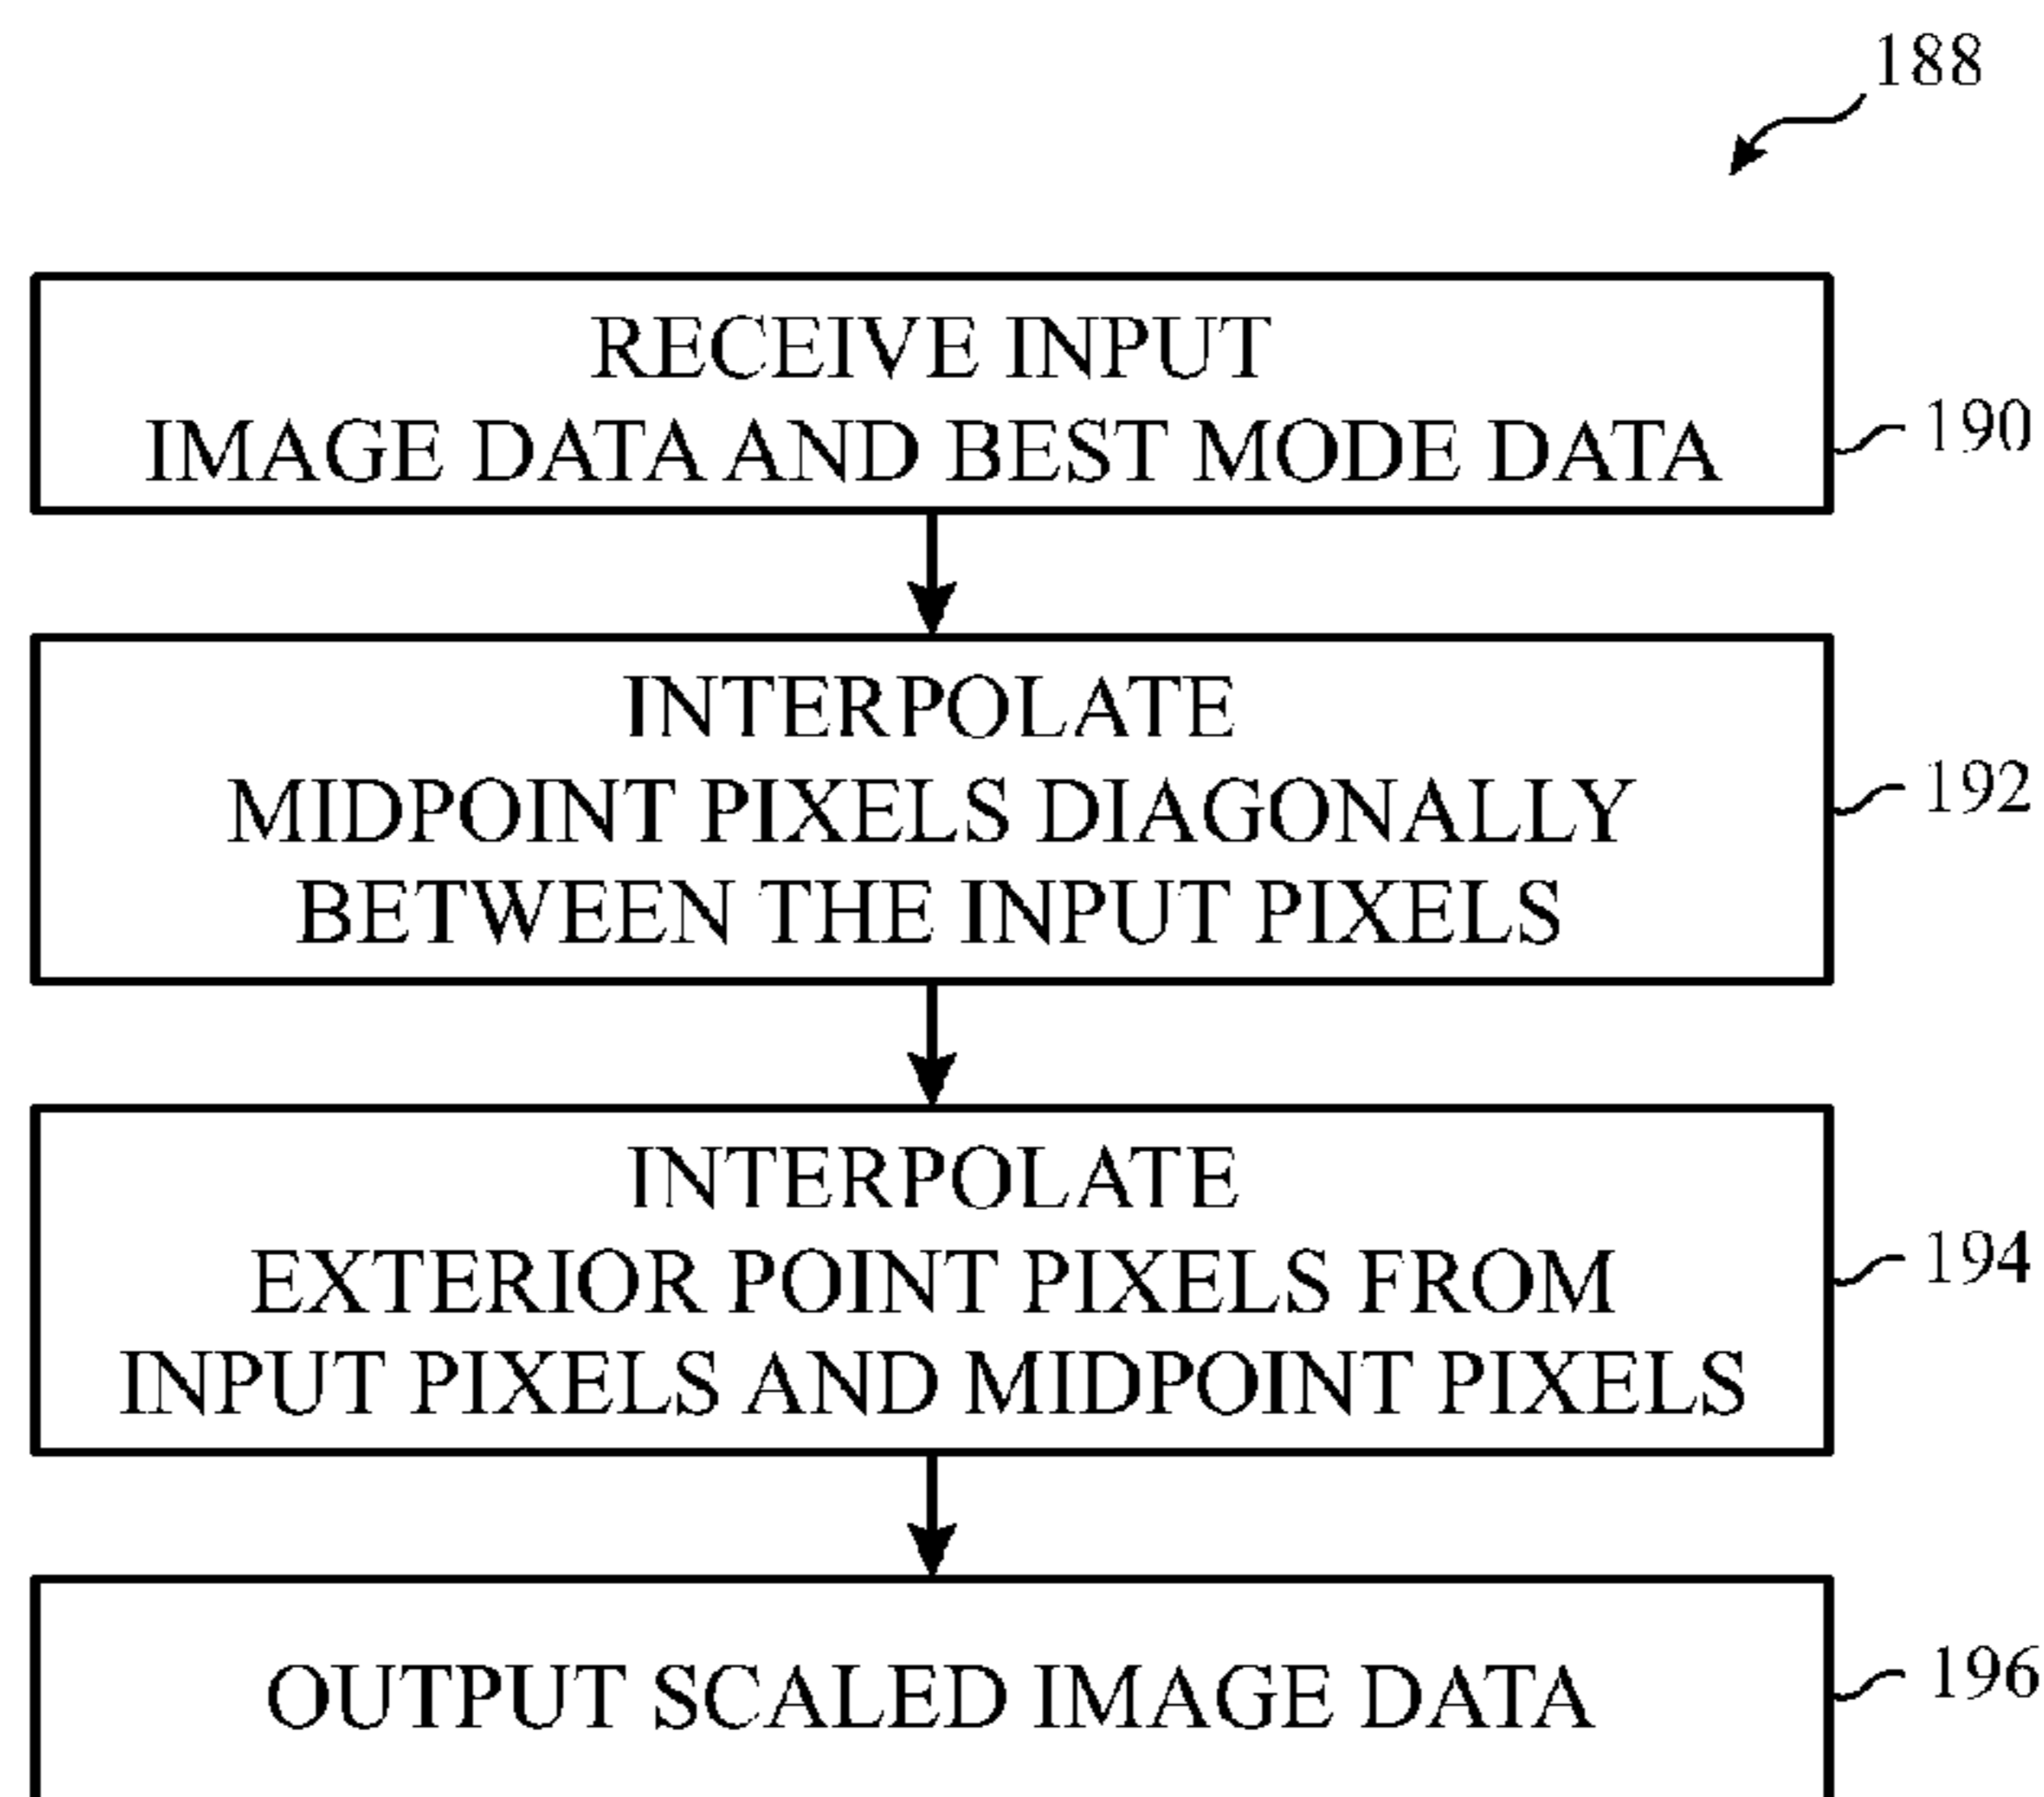 188
RECEIVE INPUT
IMAGE DATA AND BEST MODE DATA
190
INTERPOLATE
MIDPOINT PIXELS DIAGONALLY
BETWEEN THE INPUT PIXELS
192
INTERPOLATE
EXTERIOR POINT PIXELS FROM
INPUT PIXELS AND MIDPOINT PIXELS
194
OUTPUT SCALED IMAGE DATA
196